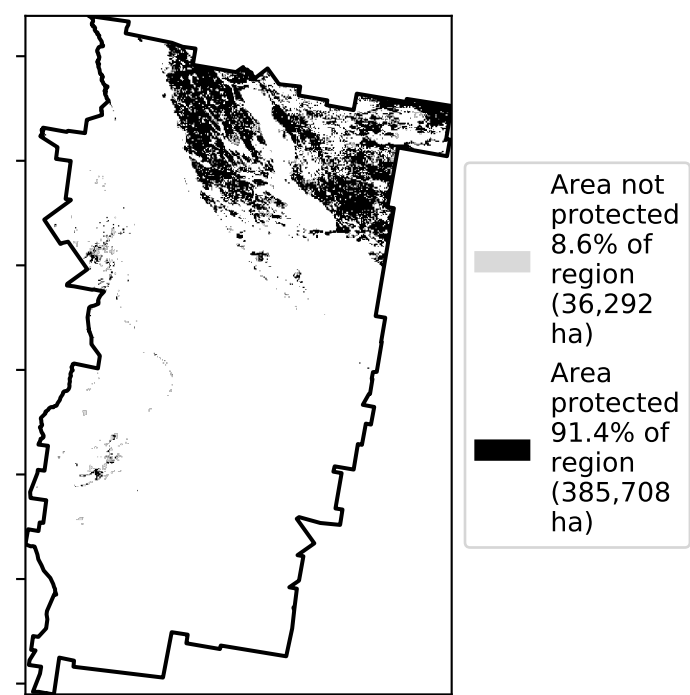 Area not
protected
8.6% of
region
(36,292
ha)
Area
protected
91.4% of
region
(385,708
ha)